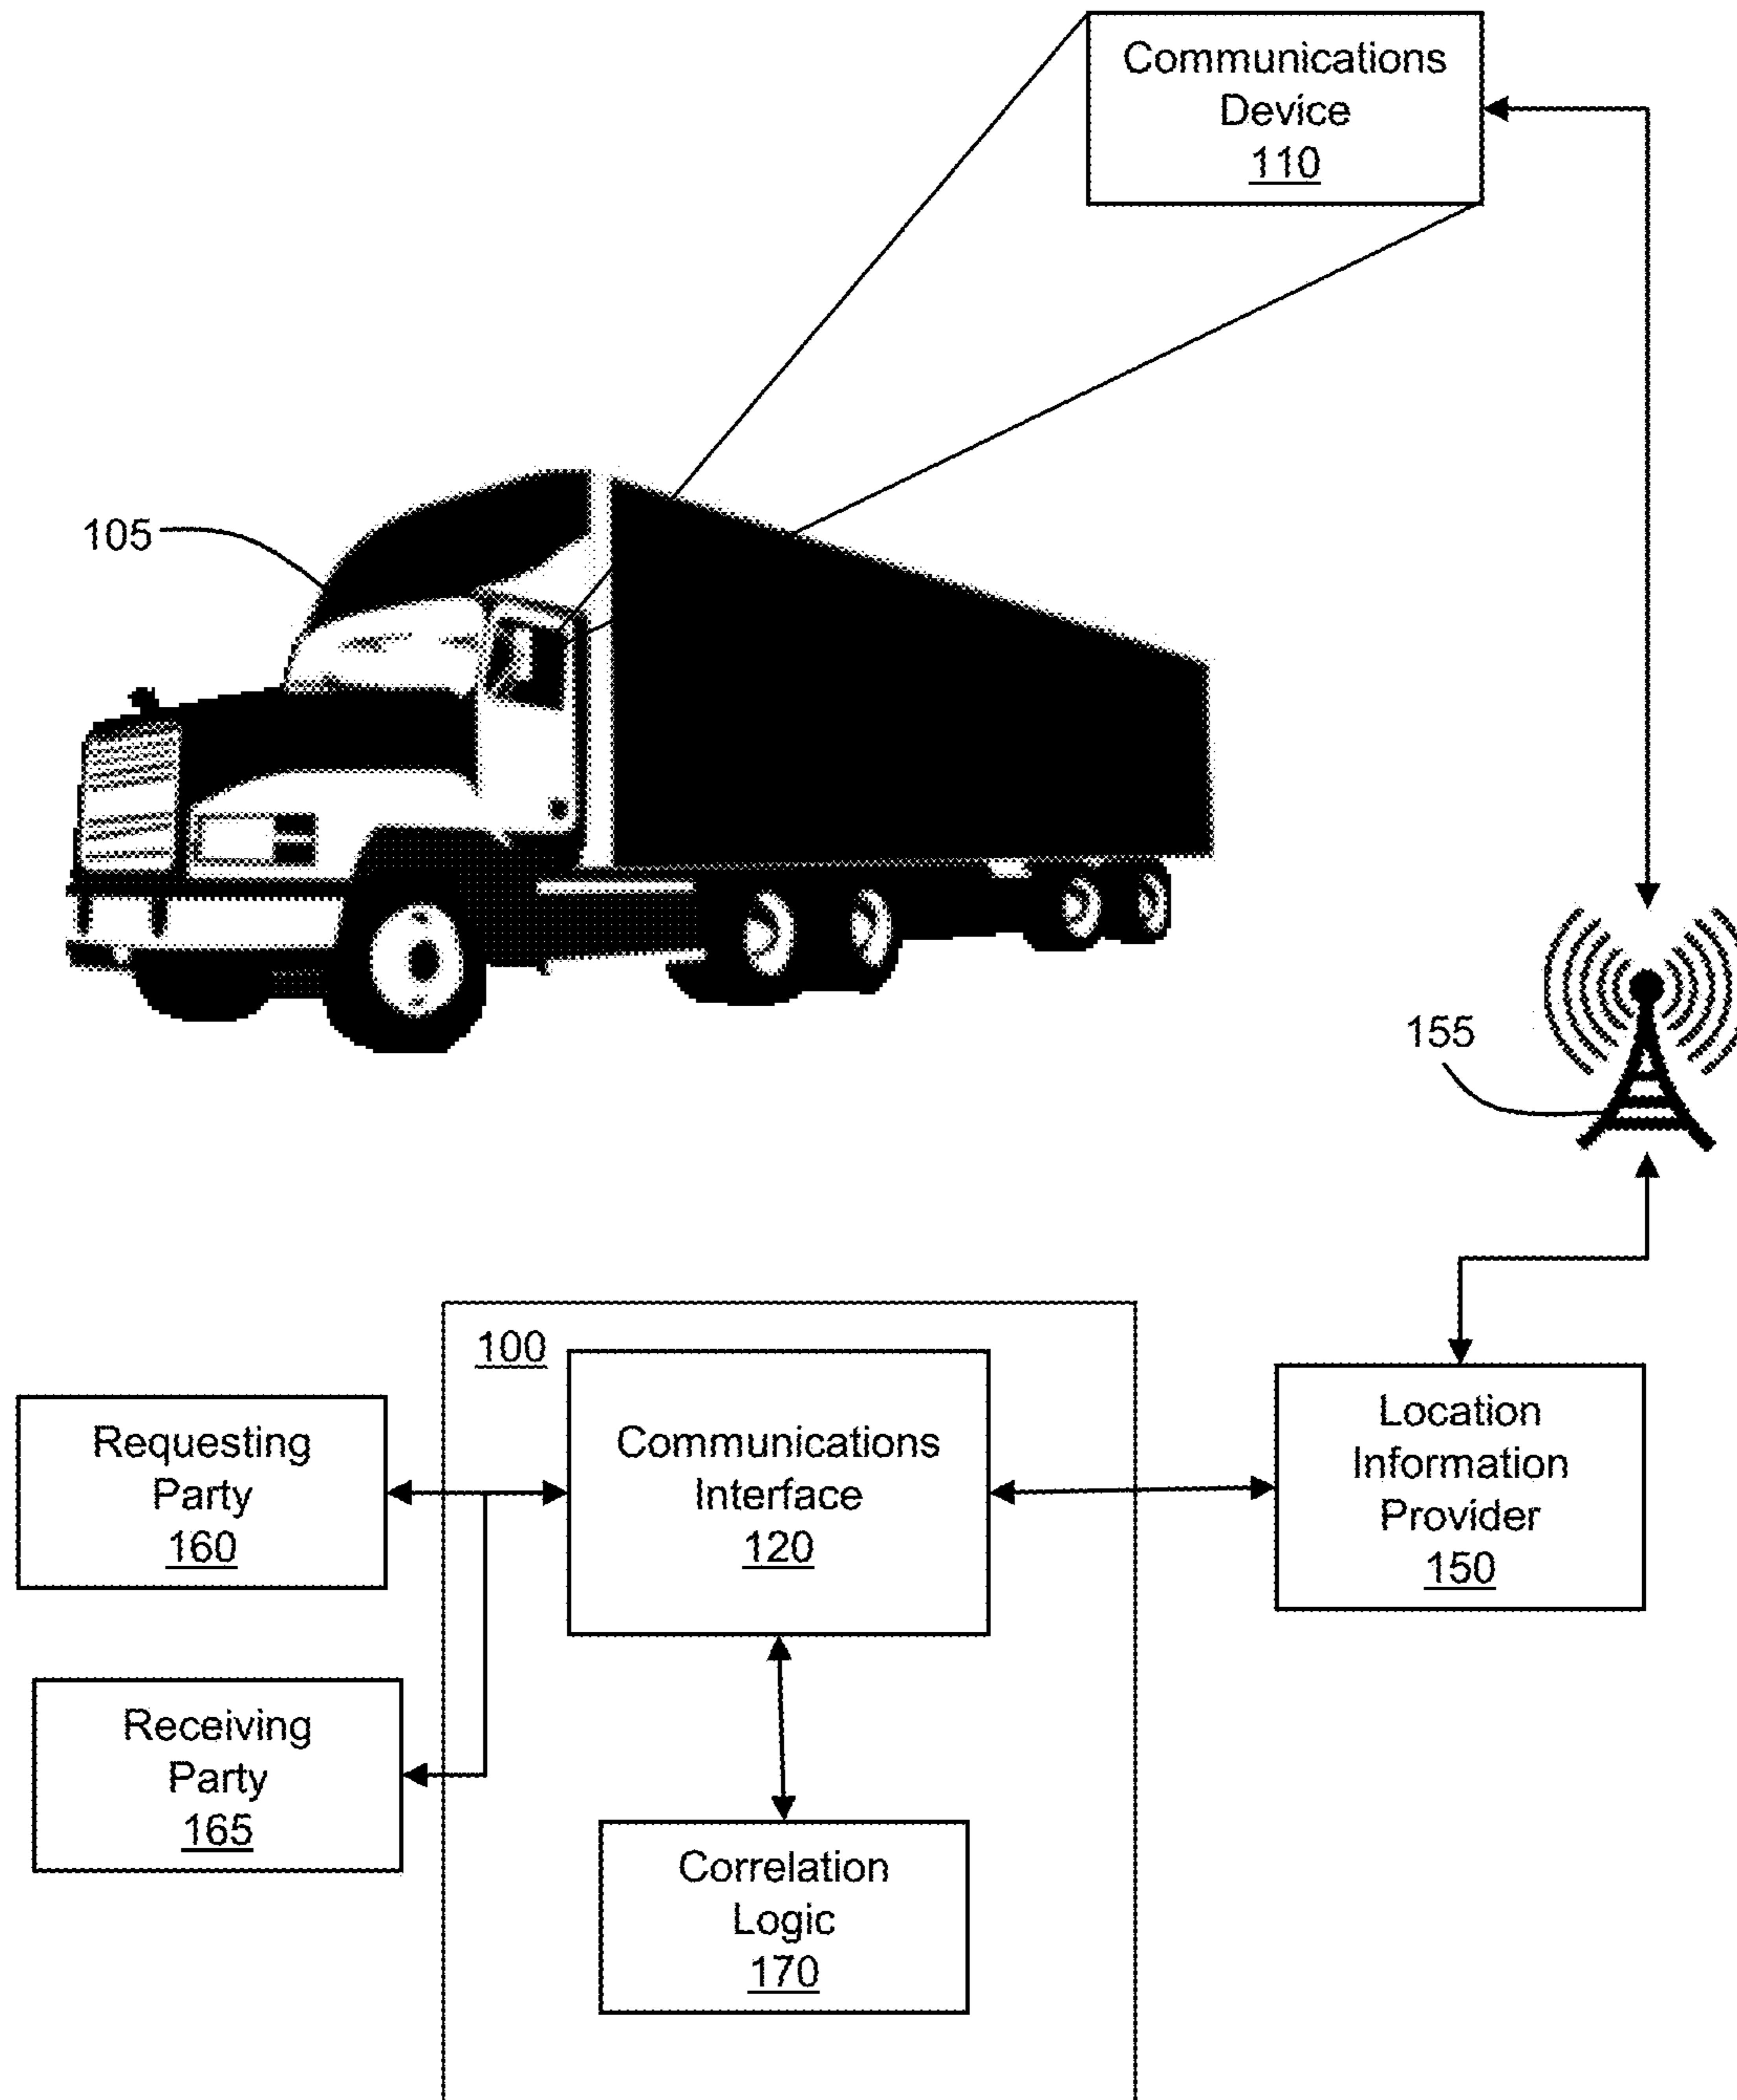 Communications
Device
110
105
155
100
Requesting
Party
160
Communications
Interface
120
Location
Information
Provider
150
Receiving
Party
165
Correlation
Logic
170